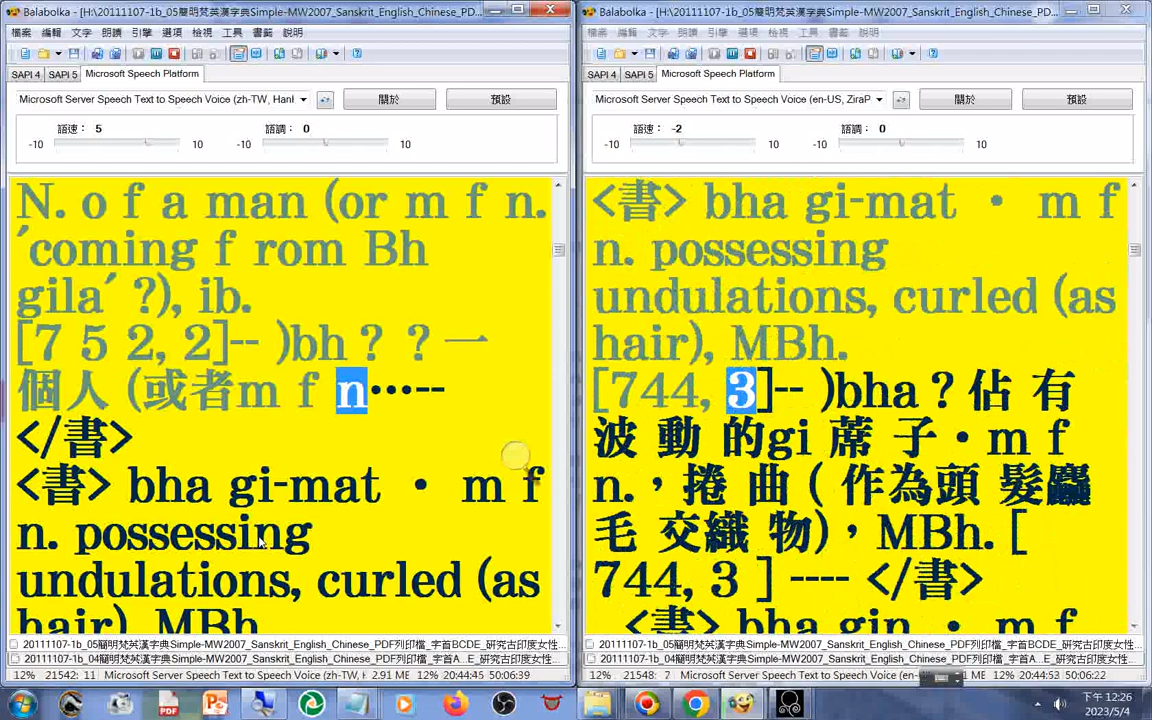 Balabolka - [H:\20111107-1b_05簡明梵英漢字典Simple-MW2007_Sanskrit_English_Chinese_PD...
檔案 編輯 文字 朗讀 引擎 選項 檢視 工具 書籤 說明
SAPI 4 SAPI 5 Microsoft Speech Platform
Microsoft Server Speech Text to Speech Voice (zh-TW, Hanl 關於 預設
語速： 5 語調： 0
-10 10 -10 10
N. o f a man (or m f n.
´coming f rom Bh
gila´ ?), ib.
[7 5 2, 2]-- )bh？？一
個人 (或者m f n…--
</書>
<書> bha gi-mat • m f
n. possessing
undulations, curled (as
hair), MBh.
20111107-1b_05簡明梵英漢字典Simple-MW2007_Sanskrit_English_Chinese_PDF列印檔_字首BCDE_研究古印度女性...
20111107-1b_04簡明梵英漢字典Simple-MW2007_Sanskrit_English_Chinese_PDF列印檔_字首A...E_研究古印度女性...
12% 21542: 11 Microsoft Server Speech Text to Speech Voice (zh-TW, 2.91 ME 12% 20:44:45 50:06:39
Balabolka - [H:\20111107-1b_05簡明梵英漢字典Simple-MW2007_Sanskrit_English_Chinese_PD...
檔案 編輯 文字 朗讀 引擎 選項 檢視 工具 書籤 說明
SAPI 4 SAPI 5 Microsoft Speech Platform
Microsoft Server Speech Text to Speech Voice (en-US, ZiraP 關於 預設
語速： -2 語調： 0
-10 10 -10 10
<書> bha gi-mat • m f
n. possessing
undulations, curled (as
hair), MBh.
[744, 3]-- )bha？佔 有
波 動 的gi 蓆 子•m f
n.，捲 曲 ( 作為頭 髮麤
毛 交織 物)，MBh. [
744, 3 ] ---- </書>
<書> bha gin • m f
20111107-1b_05簡明梵英漢字典Simple-MW2007_Sanskrit_English_Chinese_PDF列印檔_字首BCDE_研究古印度女性...
20111107-1b_04簡明梵英漢字典Simple-MW2007_Sanskrit_English_Chinese_PDF列印檔_字首A...E_研究古印度女性...
12% 21548: 7 Microsoft Server Speech Text to Speech ME 12% 20:44:53 50:06:22
PDF
下午 12:26
2023/5/4